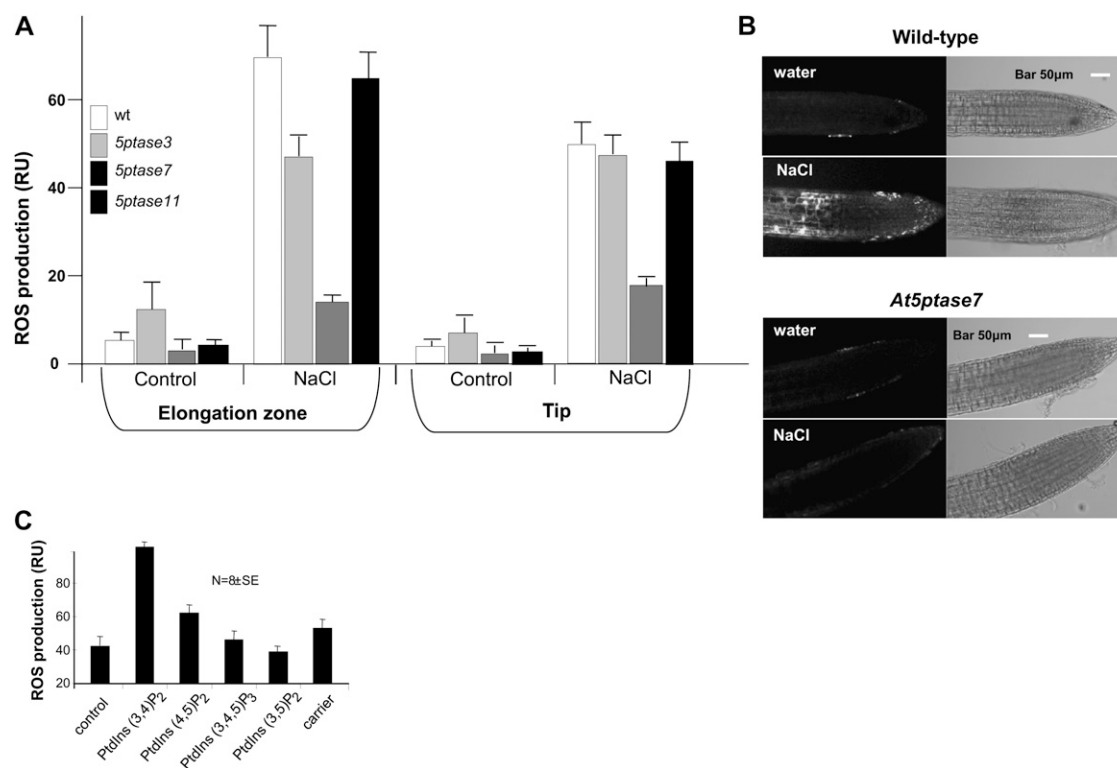 A
ROS production (RU)
60
40
20
0
wt
5ptase3
5ptase7
5ptase11
Control
NaCl
Control
NaCl
Elongation zone
Tip
B
Wild-type
water
Bar 50µm
NaCl
At5ptase7
water
Bar 50µm
NaCl
C
ROS production (RU)
80
60
40
20
N=8±SE
control
PtdIns (3,4)P2
PtdIns (4,5)P2
PtdIns (3,4,5)P3
PtdIns (3,5)P2
carrier